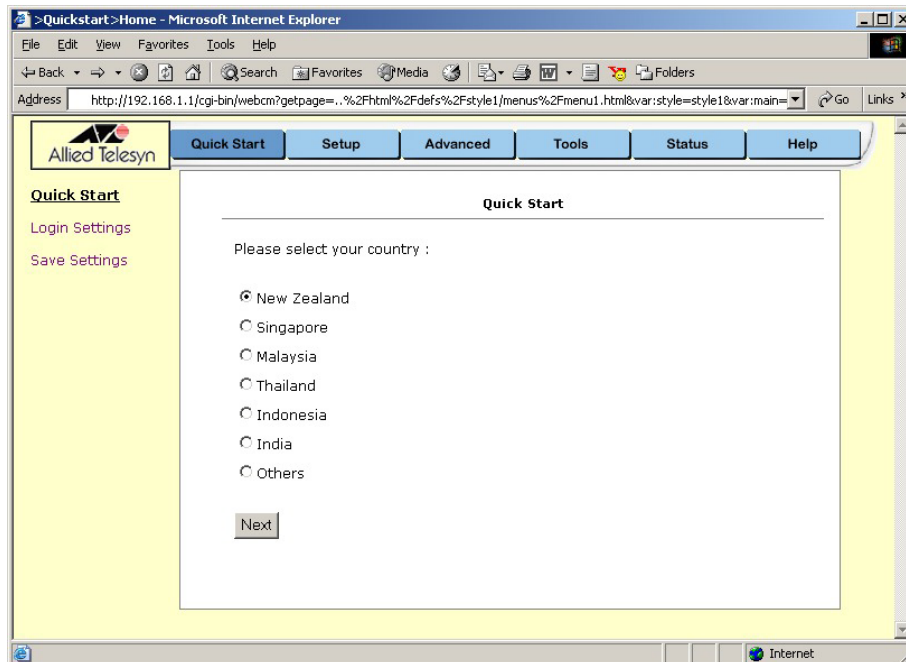 >Quickstart>Home - Microsoft Internet Explorer
File Edit View Favorites Tools Help
Back Search Favorites Media Folders
Address http://192.168.1.1/cgi-bin/webcm?getpage=..%2Fhtml%2Fdefs%2Fstyle1/menus%2Fmenu1.html&var:style=style1&var:main= Go Links »
Allied Telesyn
Quick Start Setup Advanced Tools Status Help
Quick Start
Login Settings
Save Settings
Quick Start
Please select your country :
New Zealand
Singapore
Malaysia
Thailand
Indonesia
India
Others
Next
Internet